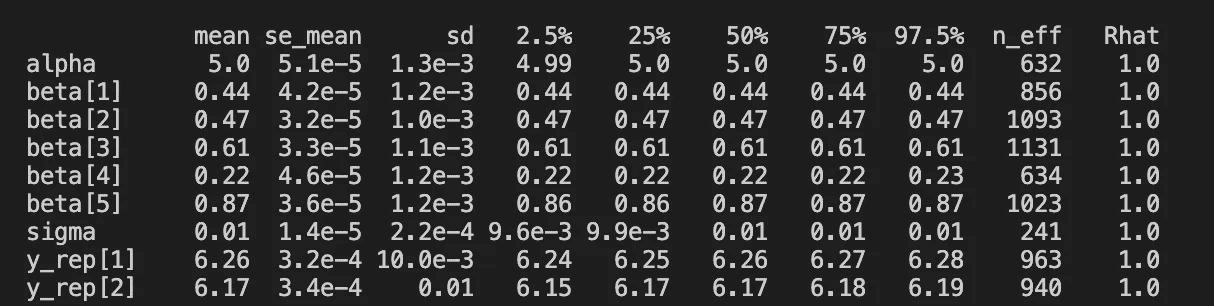 mean se_mean sd 2.5% 25% 50% 75% 97.5% n_eff Rhat
alpha 5.0 5.1e-5 1.3e-3 4.99 5.0 5.0 5.0 5.0 632 1.0
beta[1] 0.44 4.2e-5 1.2e-3 0.44 0.44 0.44 0.44 0.44 856 1.0
beta[2] 0.47 3.2e-5 1.0e-3 0.47 0.47 0.47 0.47 0.47 1093 1.0
beta[3] 0.61 3.3e-5 1.1e-3 0.61 0.61 0.61 0.61 0.61 1131 1.0
beta[4] 0.22 4.6e-5 1.2e-3 0.22 0.22 0.22 0.22 0.23 634 1.0
beta[5] 0.87 3.6e-5 1.2e-3 0.86 0.86 0.87 0.87 0.87 1023 1.0
sigma 0.01 1.4e-5 2.2e-4 9.6e-3 9.9e-3 0.01 0.01 0.01 241 1.0
y_rep[1] 6.26 3.2e-4 10.0e-3 6.24 6.25 6.26 6.27 6.28 963 1.0
y_rep[2] 6.17 3.4e-4 0.01 6.15 6.17 6.17 6.18 6.19 940 1.0